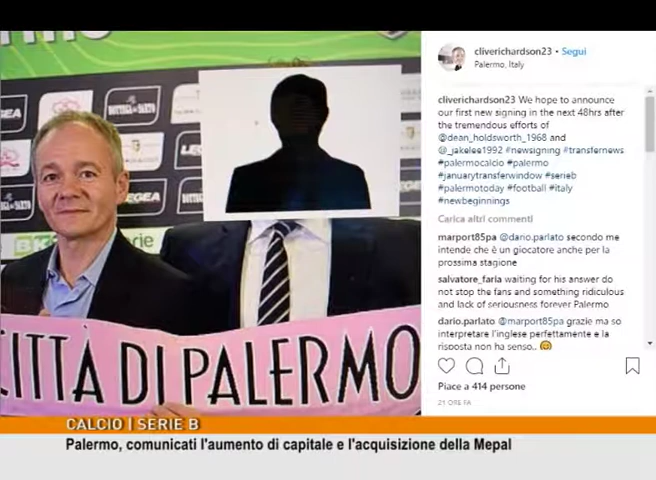 cliverichardson23 • Segui
Palermo, Italy
cliverichardson23 We hope to announce
our first new signing in the next 48hrs after
the tremendous efforts of
@dean_holdsworth_1968 and
@_jakelee1992 #newsigning #transfernews
#palermocalcio #palermo
#januarytransferwindow #serieb
#palermotoday #football #italy
#newbeginnings
Carica altri commenti
marport85pa @dario.parlato secondo me
intende che è un giocatore anche per la
prossima stagione
salvatore_faria waiting for his answer do
not stop the fans and something ridiculous
and lack of seriousness forever Palermo
dario.parlato @marport85pa grazie ma so
interpretare l'inglese perfettamente e la
risposta non ha senso..
Piace a 414 persone
21 ORE FA
LEGEA
LEGEA
CITTÀ DI PALERMO
CALCIO | SERIE B
Palermo, comunicati l'aumento di capitale e l'acquisizione della Mepal